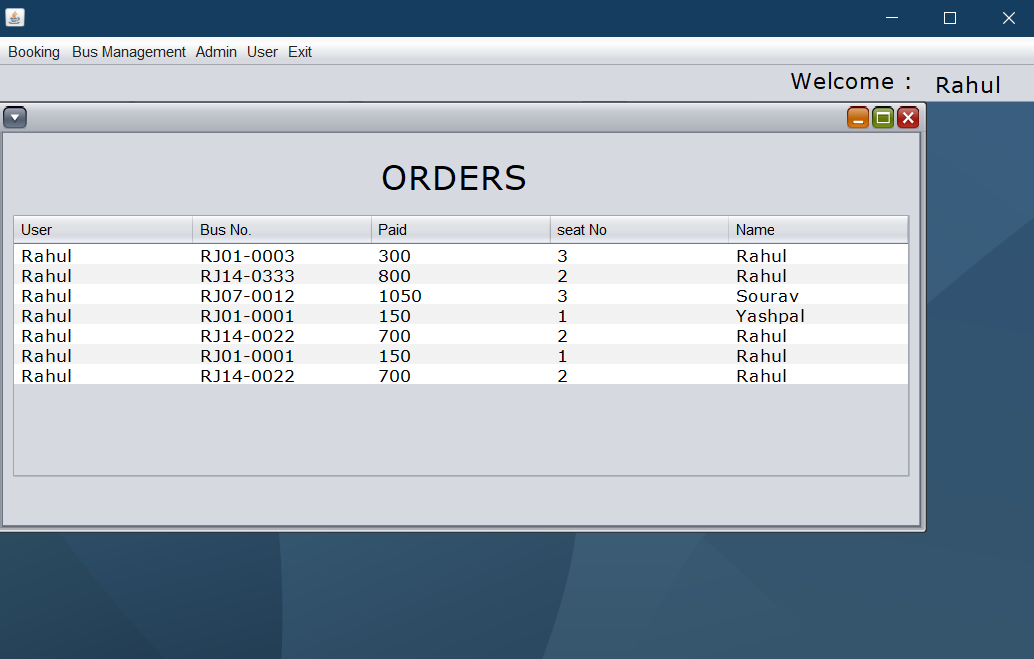 Booking Bus Management Admin User Exit
Welcome : Rahul
ORDERS
User Bus No. Paid seat No Name
Rahul RJ01-0003 300 3 Rahul
Rahul RJ14-0333 800 2 Rahul
Rahul RJ07-0012 1050 3 Sourav
Rahul RJ01-0001 150 1 Yashpal
Rahul RJ14-0022 700 2 Rahul
Rahul RJ01-0001 150 1 Rahul
Rahul RJ14-0022 700 2 Rahul